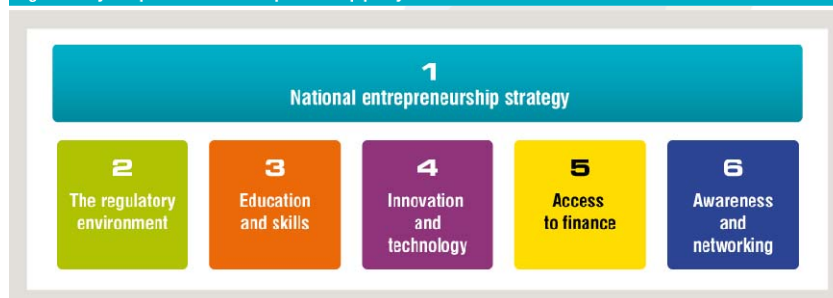 1
National entrepreneurship strategy
2
The regulatory
environment
3
Education
and skills
4
Innovation
and
technology
5
Access
to finance
6
Awareness
and
networking